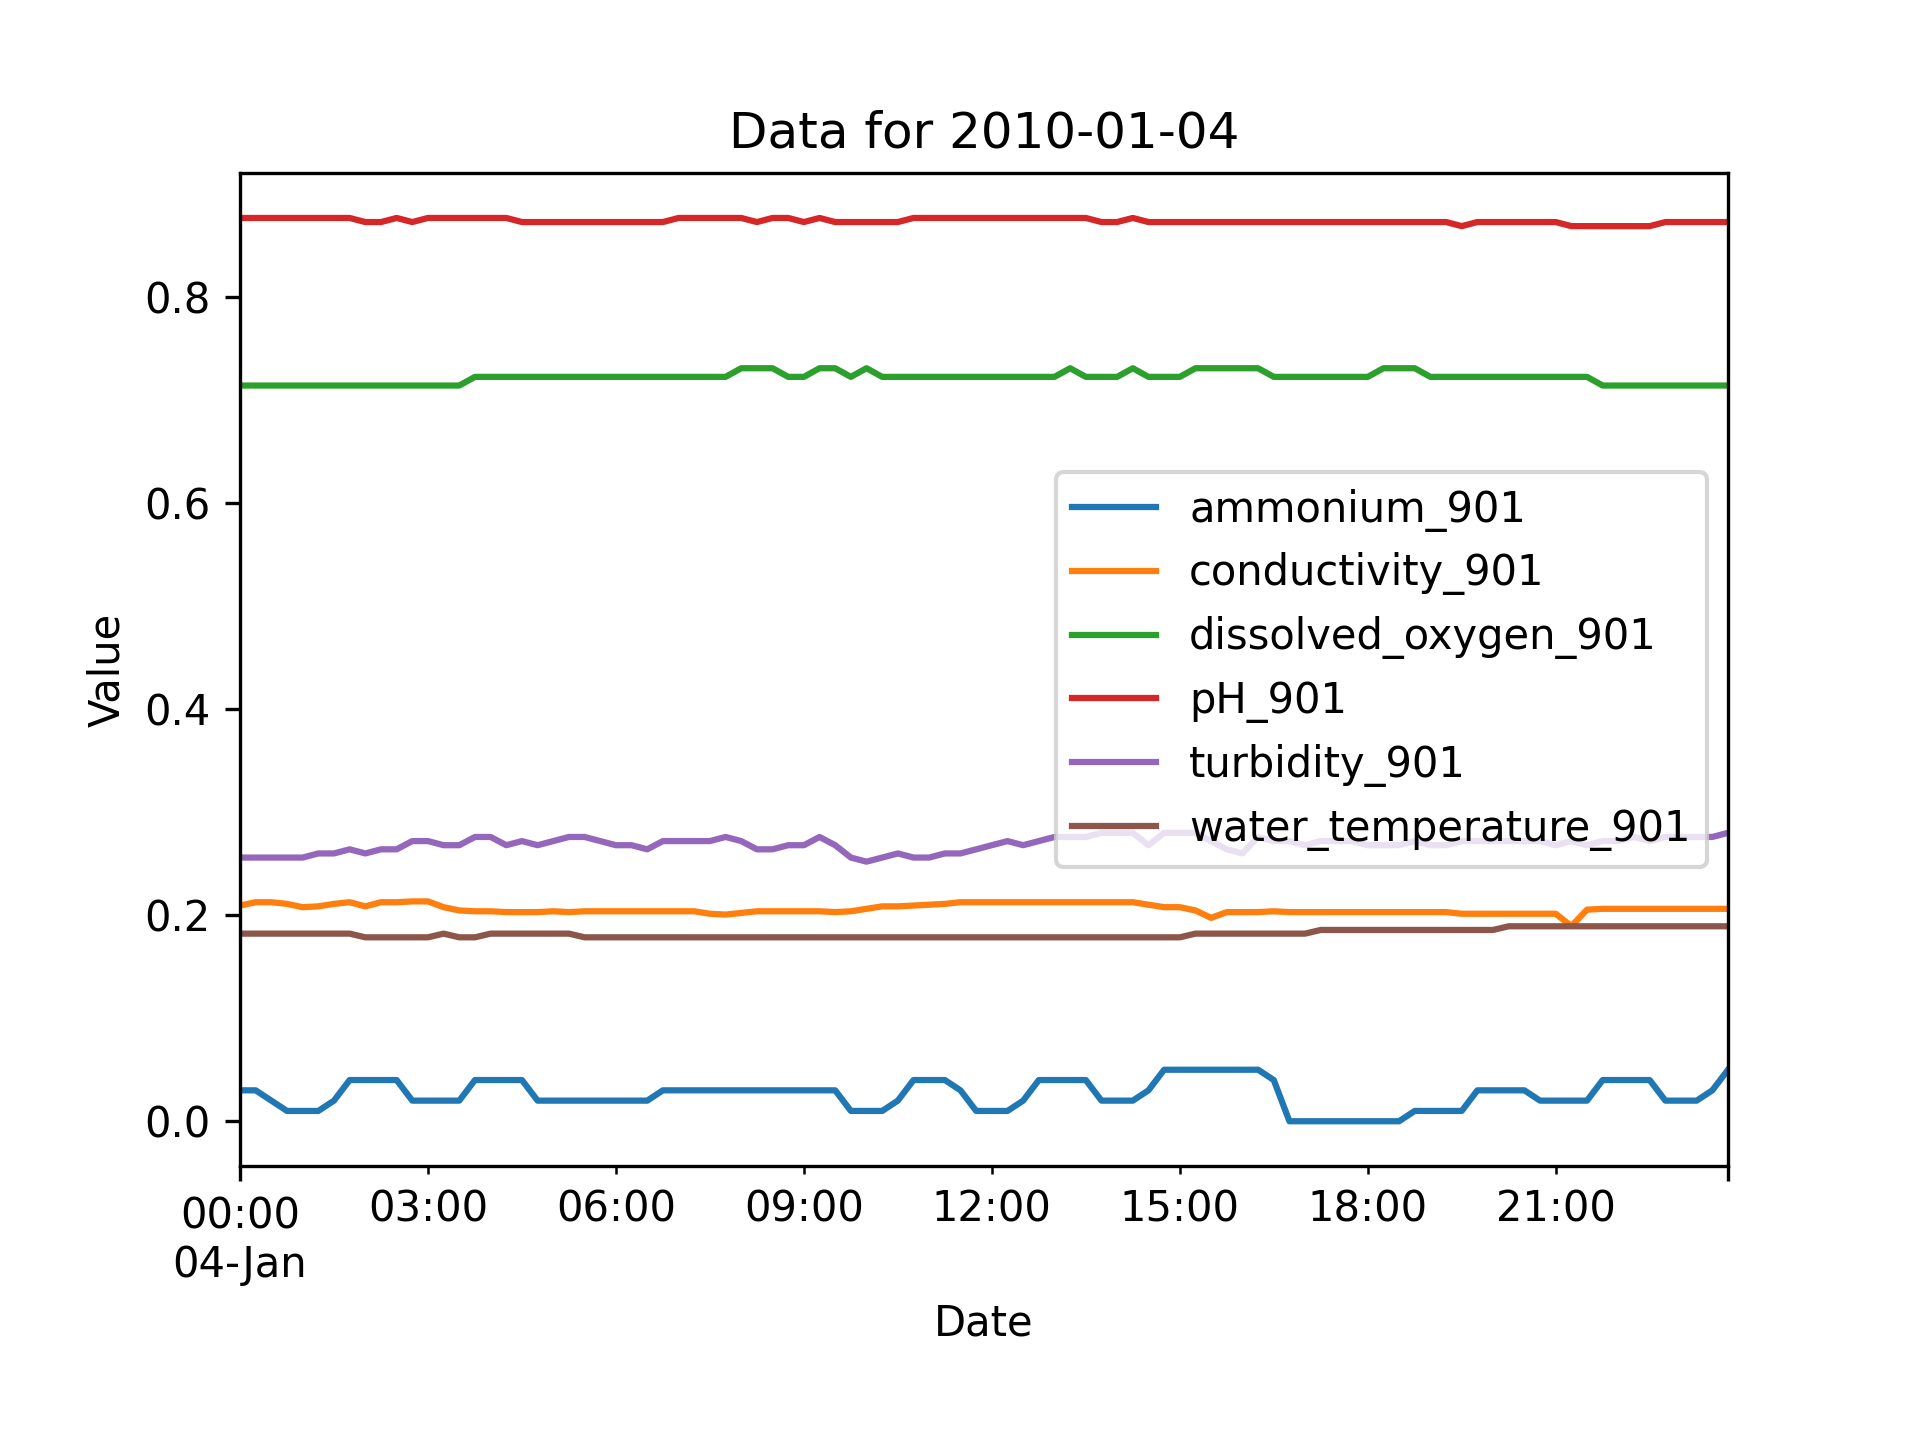 Data for 2010-01-04
Value
0.8
0.6
0.4
0.2
0.0
ammonium_901
conductivity_901
dissolved_oxygen_901
pH_901
turbidity_901
water_temperature_901
00:00 03:00 06:00 09:00 12:00 15:00 18:00 21:00
04-Jan
Date